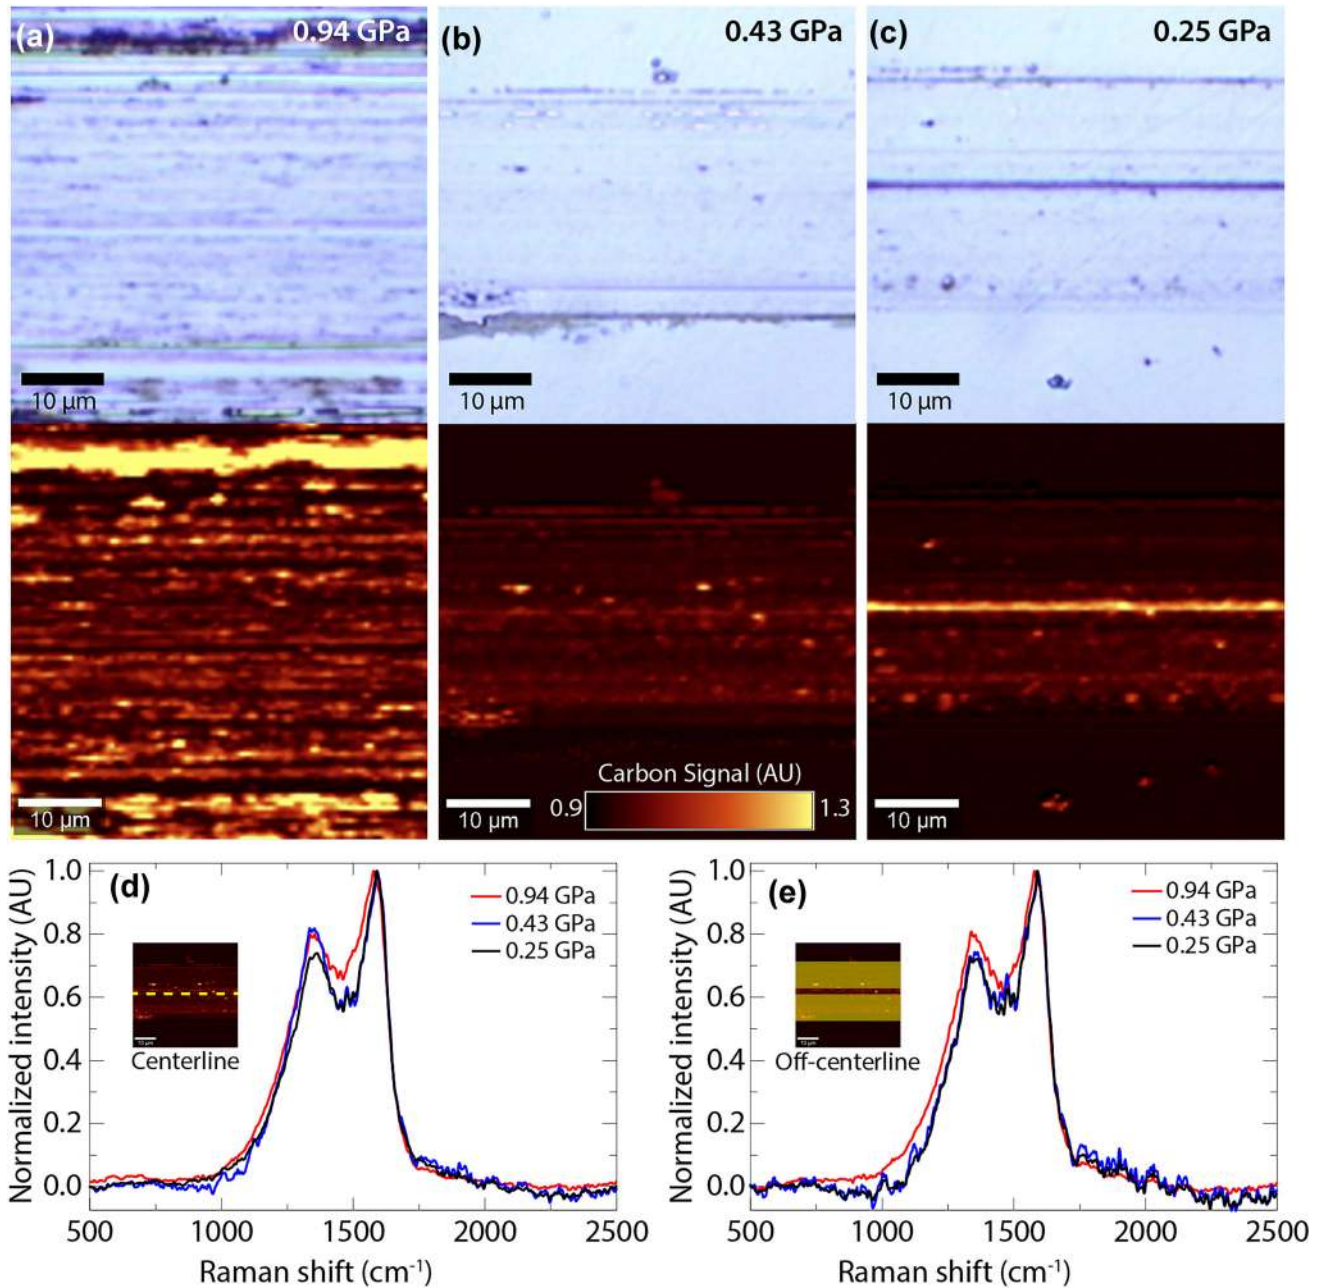 (a) 0.94 GPa
(b) 0.43 GPa
(c) 0.25 GPa
10 µm
10 µm
10 µm
Carbon Signal (AU)
0.9 1.3
10 µm
10 µm
10 µm
(d)
0.94 GPa
0.43 GPa
0.25 GPa
Centerline
Normalized intensity (AU)
1.0
0.8
0.6
0.4
0.2
0.0
500 1000 1500 2000 2500
Raman shift (cm⁻¹)
(e)
0.94 GPa
0.43 GPa
0.25 GPa
Off-centerline
Normalized intensity (AU)
1.0
0.8
0.6
0.4
0.2
0.0
500 1000 1500 2000 2500
Raman shift (cm⁻¹)